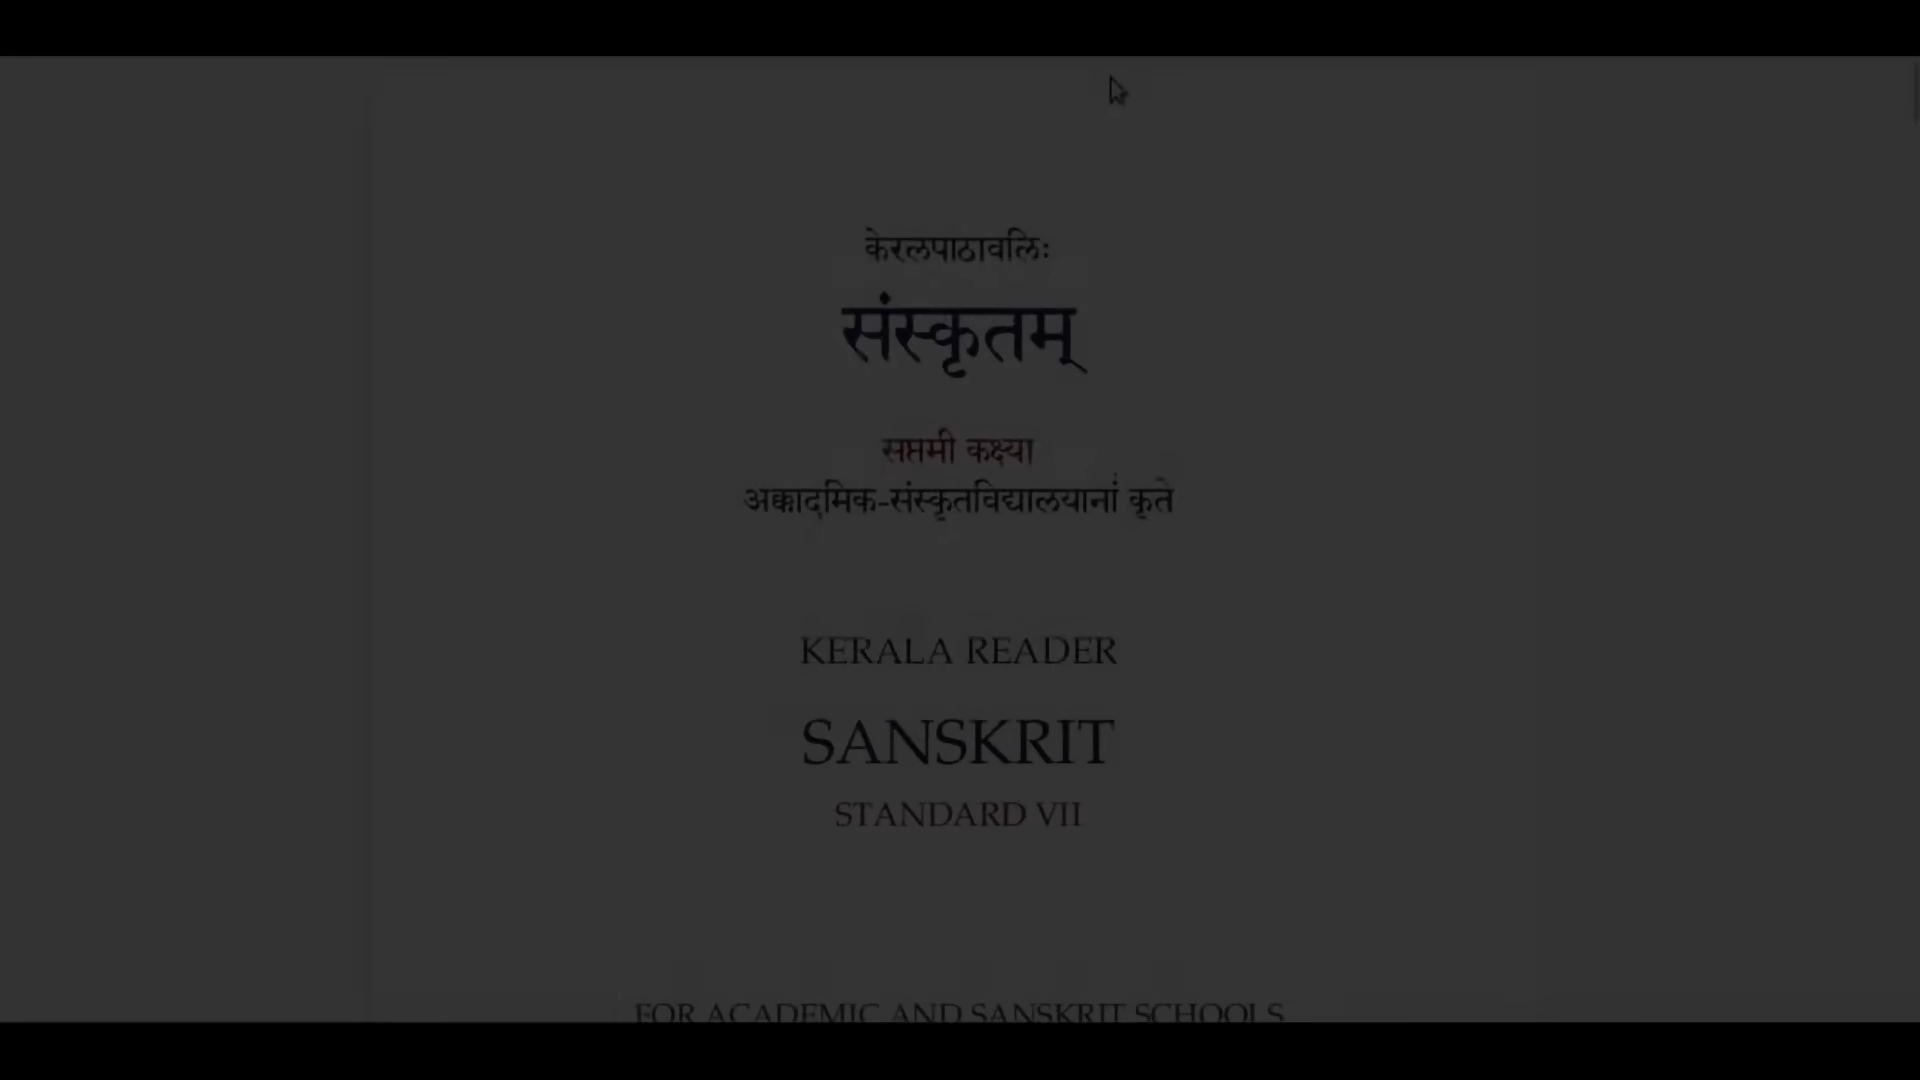 केरलपाठावलिः
संस्कृतम्
सप्तमी कक्ष्या
अक्कादमिक-संस्कृतविद्यालयानां कृते
KERALA READER
SANSKRIT
STANDARD VII
FOR ACADEMIC AND SANSKRIT SCHOOLS